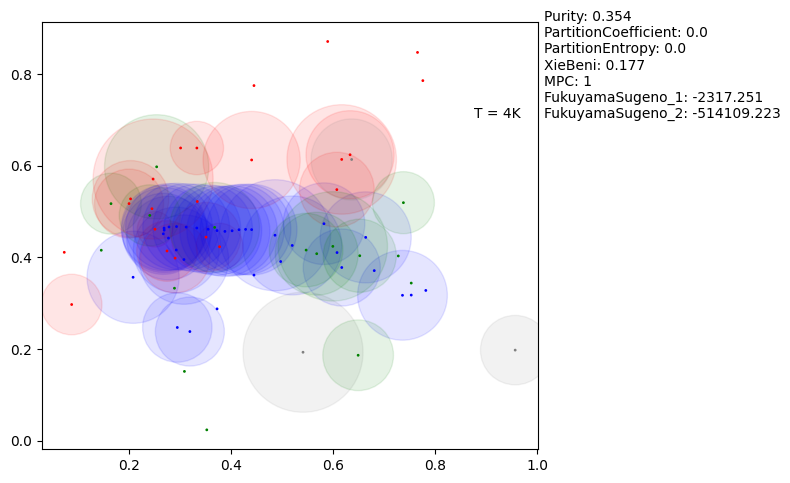 Purity: 0.354
PartitionCoefficient: 0.0
PartitionEntropy: 0.0
XieBeni: 0.177
MPC: 1
FukuyamaSugeno_1: -2317.251
FukuyamaSugeno_2: -514109.223
T = 4K
0.8
0.6
0.4
0.2
0.0
0.2 0.4 0.6 0.8 1.0